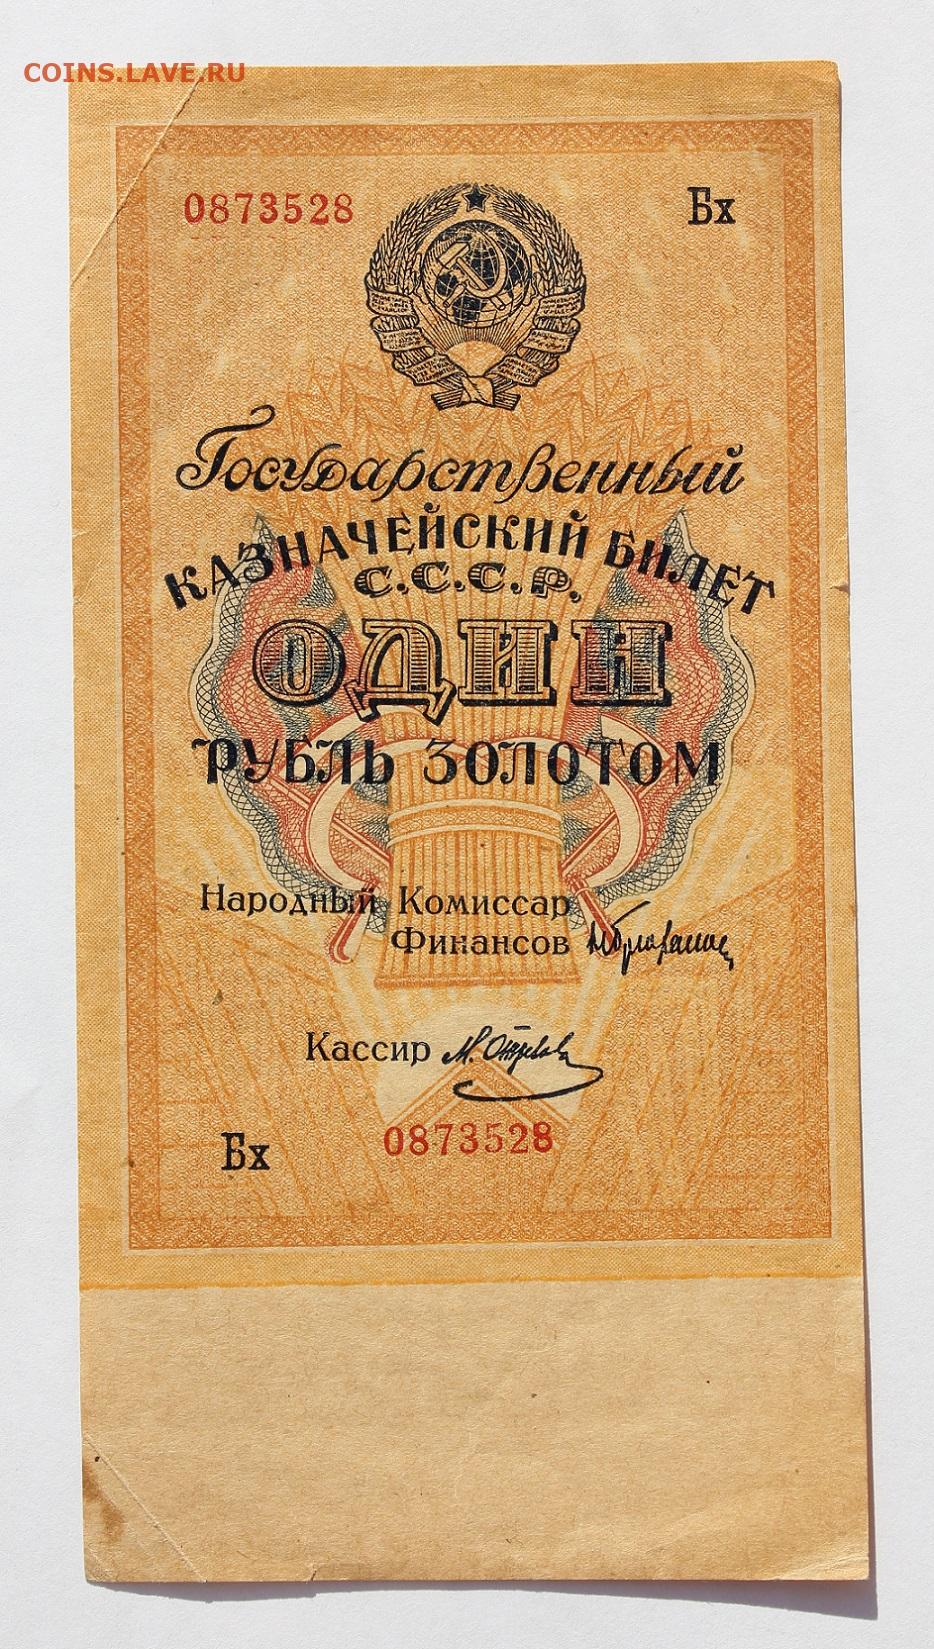 COINS.LAVE.RU
0873528 Бх
Государственный
КАЗНАЧЕЙСКИЙ БИЛЕТ
С.С.С.Р.
ОДИН
РУБЛЬ ЗОЛОТОМ
Народный Комиссар
Финансов
Кассир
Бх 0873528